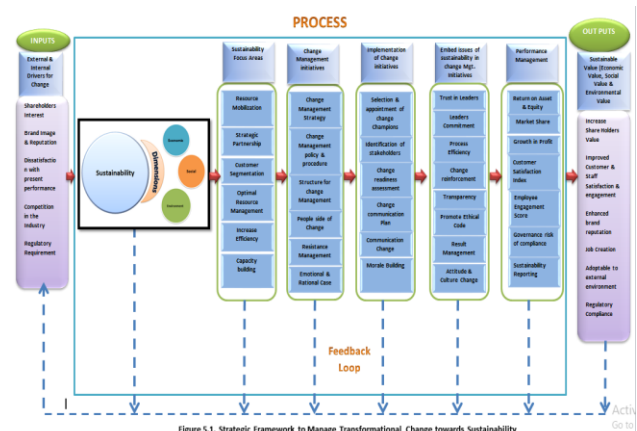 PROCESS
INPUTS
External &
Internal
Drivers for
Change
Shareholders
Interest
Brand Image
& Reputation
Desatisfactio
n with
present
performance
Competition
in the
Industry
Regulatory
Requirement
Sustainability
Dimensions
Economic
Social
Sustainability
Focus Areas
Resource
Mobilization
Strategic
Partnership
Customer
Segmentation
Optimal
Resource
Management
Increase
Efficiency
Capacity
building
Change
Management
initiatives
Change
Management
Strategy
Change
Management
policy &
procedure
Structure for
change
Management
People side of
Change
Resistance
Management
Emotional &
Rational Case
Implementation
of Change
initiatives
Selection &
appointment of
change
Champions
Identification of
stakeholders
Change
readiness
assessment
Change
communication
Plan
Communication
Change
Morale Building
Embed issues of
sustainability in
change Mgt.
Initiatives
Trust in Leaders
Leaders
Commitment
Process
Efficiency
Change
reinforcement
Transparency
Promote Ethical
Code
Result
Management
Attitude &
Culture Change
Performance
Management
Return on Asset
& Equity
Market Share
Growth in Profit
Customer
Satisfaction
Index
Employee
Engagement
Score
Governance risk
of compliance
Sustainability
Reporting
OUT PUTS
Sustainable
Value (Economic
Value, Social
Value &
Environmental
Value)
Increase
Share Holders
Value
Improved
Customer &
Staff
Satisfaction &
engagement
Enhanced
brand
reputation
Job Creation
Adoptable to
external
environment
Regulatory
Compliance
Feedback
Loop
Figure 5.1. Strategic Framework to Manage Transformational Change towards Sustainability
Activ
Go to